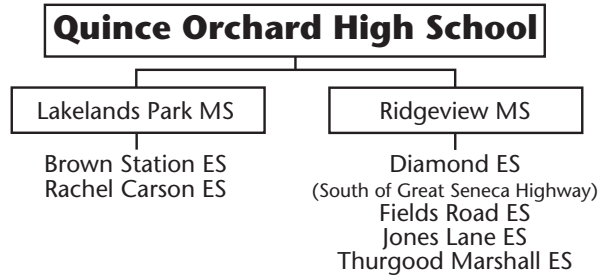 Quince Orchard High School
Lakelands Park MS
Brown Station ES
Rachel Carson ES
Ridgeview MS
Diamond ES
(South of Great Seneca Highway)
Fields Road ES
Jones Lane ES
Thurgood Marshall ES